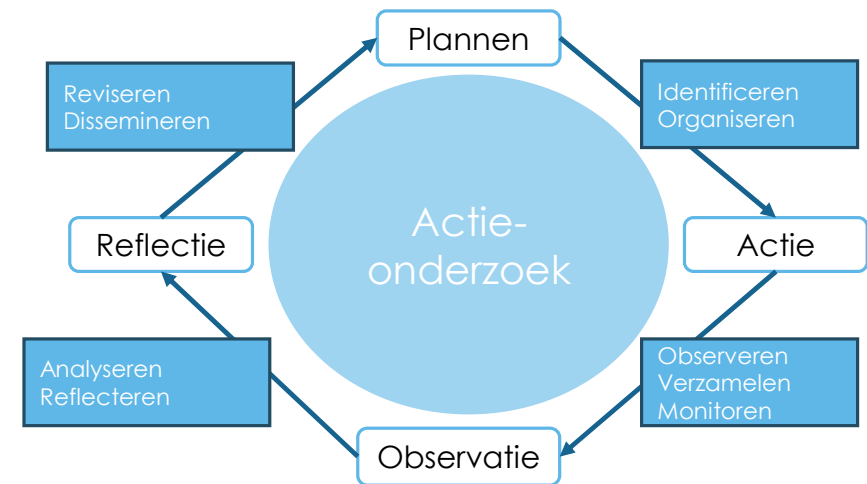 Plannen
Reviseren
Dissemineren
Identificeren
Organiseren
Reflectie
Actie-
onderzoek
Actie
Analyseren
Reflecteren
Observeren
Verzamelen
Monitoren
Observatie